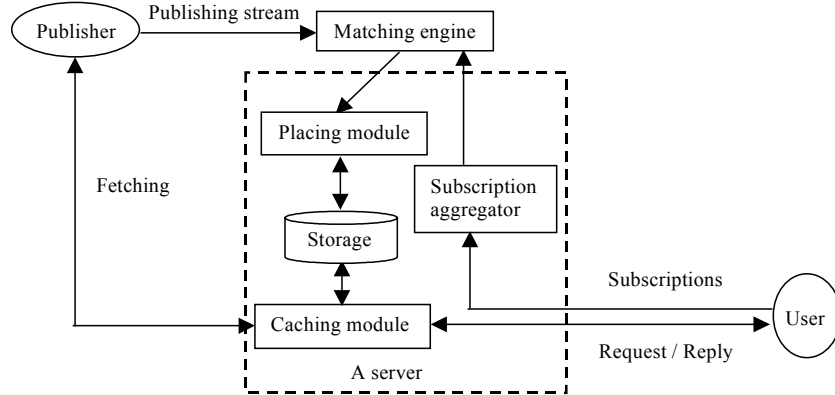 Publishing stream
Publisher
Matching engine
Placing module
Fetching
Subscription
aggregator
Storage
Subscriptions
Caching module
User
Request / Reply
A server